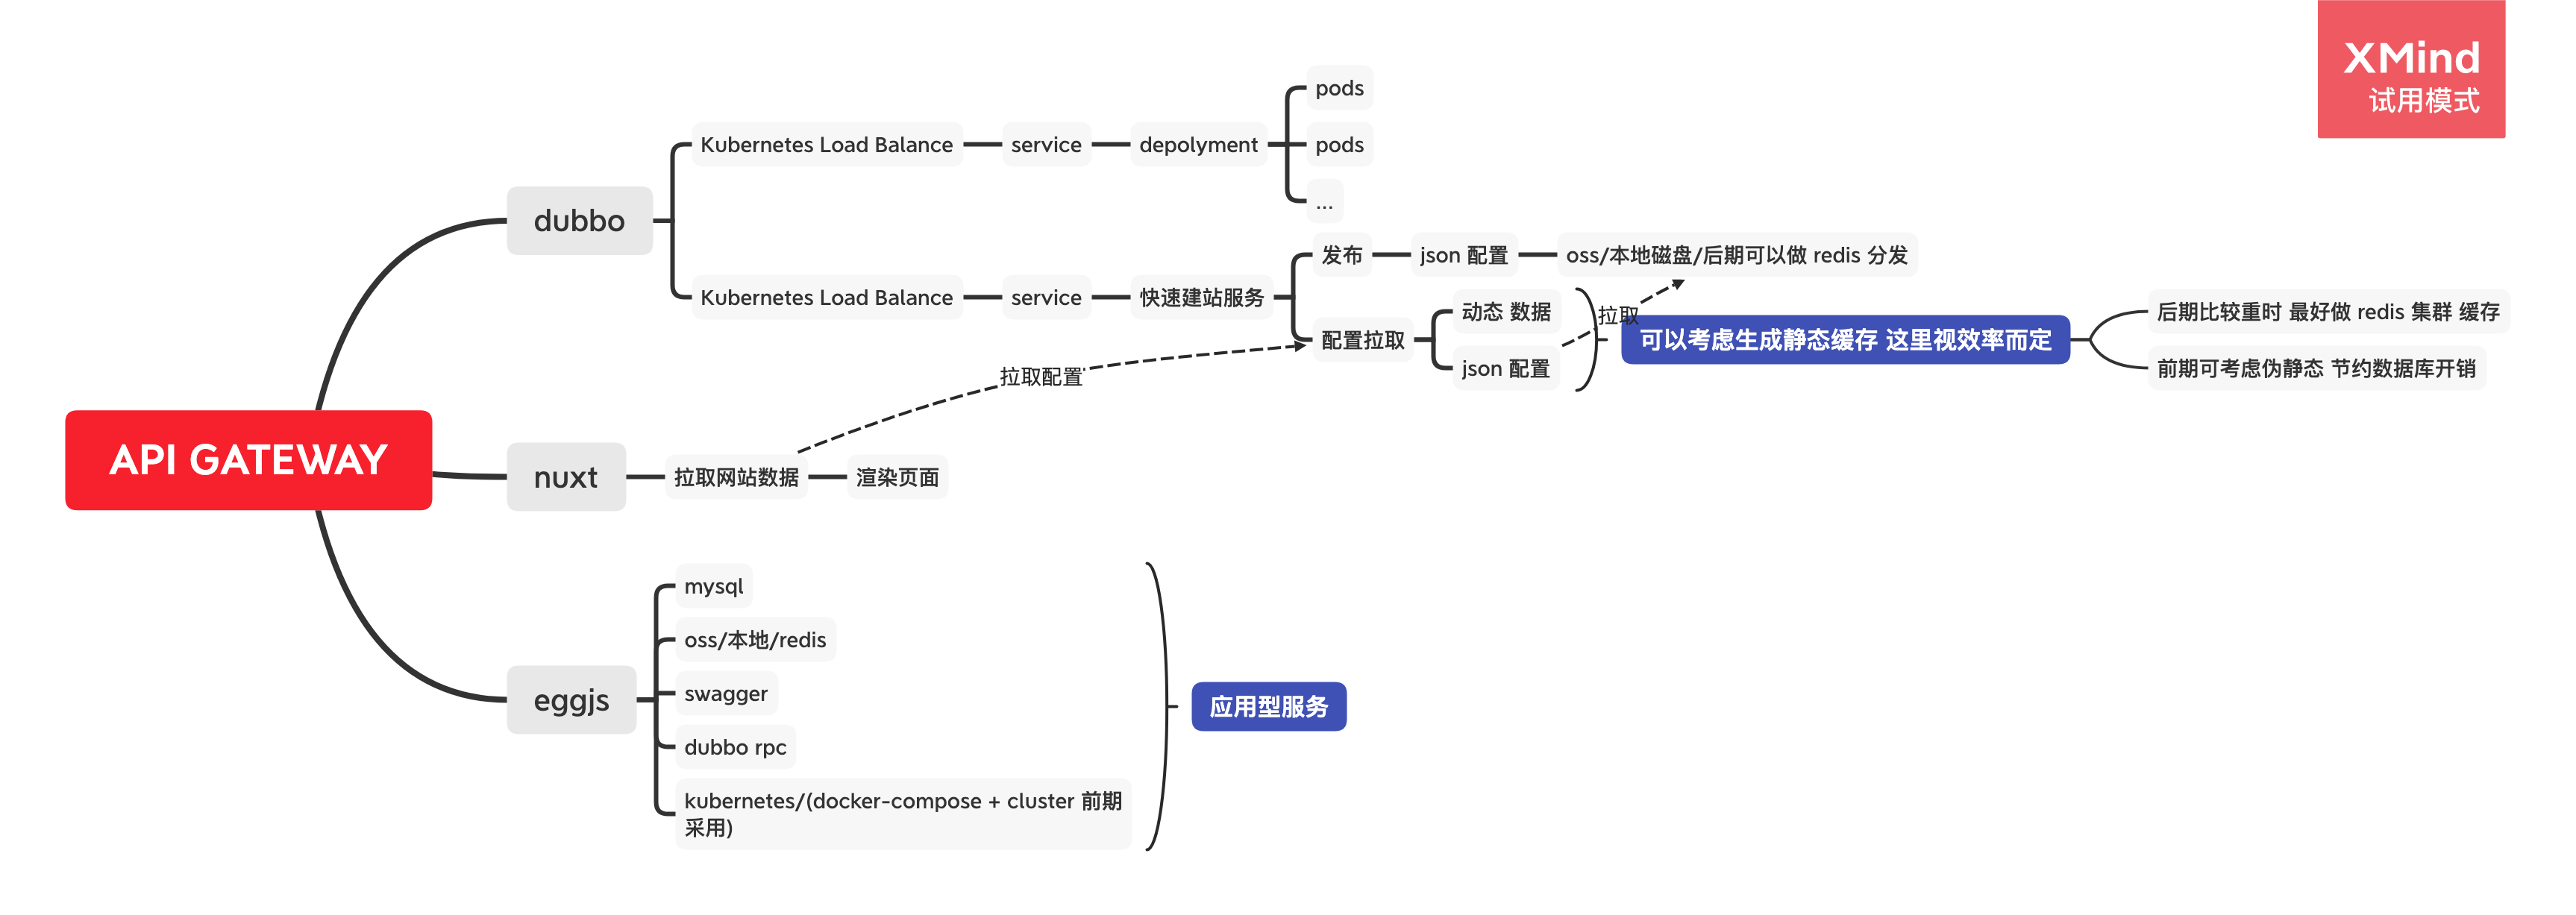 XMind
试用模式
API GATEWAY
dubbo
Kubernetes Load Balance
service
depolyment
pods
pods
...
Kubernetes Load Balance
service
快速建站服务
发布
json 配置
oss/本地磁盘/后期可以做 redis 分发
配置拉取
动态 数据
json 配置
拉取
可以考虑生成静态缓存 这里视效率而定
后期比较重时 最好做 redis 集群 缓存
前期可考虑伪静态 节约数据库开销
拉取配置
nuxt
拉取网站数据
渲染页面
eggjs
mysql
oss/本地/redis
swagger
dubbo rpc
kubernetes/(docker-compose + cluster 前期
采用)
应用型服务